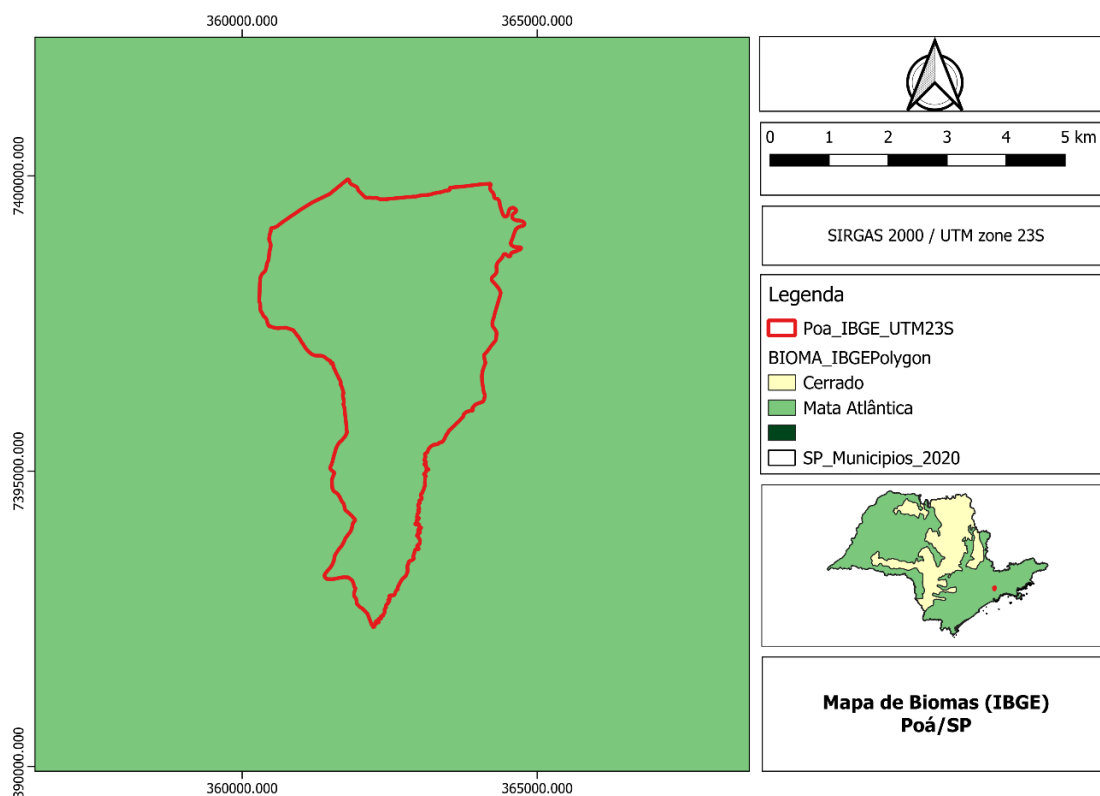 360000.000
365000.000
7400000.000
7395000.000
7390000.000
360000.000
365000.000
0 1 2 3 4 5 km
SIRGAS 2000 / UTM zone 23S
Legenda
Poa_IBGE_UTM23S
BIOMA_IBGEPolygon
Cerrado
Mata Atlântica
SP_Municipios_2020
Mapa de Biomas (IBGE)
Poá/SP